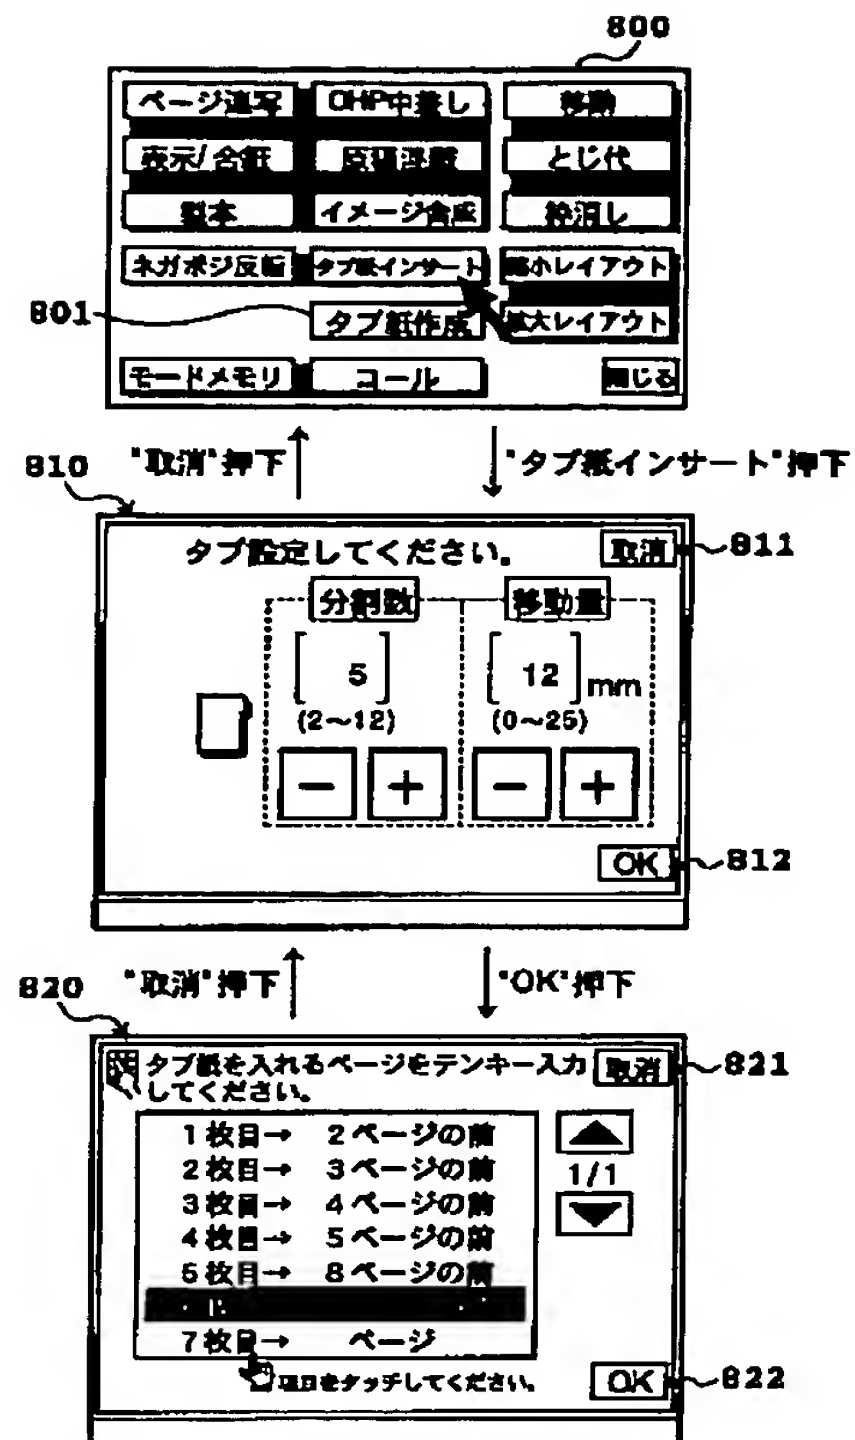 800
ページ連写 OHP中差し 移動
表示/合紙 原稿混載 とじ代
製本 イメージ合成 枠消し
ネガポジ反転 タブ紙インサート 縮小レイアウト
801 タブ紙作成 拡大レイアウト
モードメモリ コール 閉じる
810 "取消"押下 "タブ紙インサート"押下
タブ設定してください。 取消 811
分割数 移動量
5 12 mm
(2〜12) (0〜25)
− + − +
OK 812
820 "取消"押下 "OK"押下
タブ紙を入れるページをテンキー入力 取消 821
してください。
1枚目→ 2ページの前
2枚目→ 3ページの前 1/1
3枚目→ 4ページの前
4枚目→ 5ページの前
5枚目→ 8ページの前
7枚目→ ページ
項目をタッチしてください。 OK 822